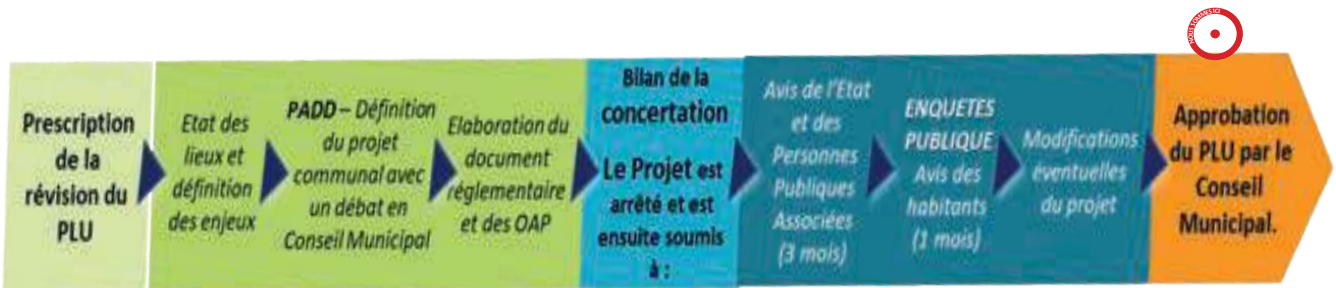 NOUS SOMMES ICI
Prescription
de la
révision du
PLU
Etat des
lieux et
définition
des enjeux
PADD – Définition
du projet
communal avec
un débat en
Conseil Municipal
Elaboration du
document
réglementaire
et des OAP
Bilan de la
concertation
Le Projet est
arrêté et est
ensuite soumis
à :
Avis de l'Etat
et des
Personnes
Publiques
Associées
(3 mois)
ENQUETES
PUBLIQUE
Avis des
habitants
(1 mois)
Modifications
éventuelles
du projet
Approbation
du PLU par le
Conseil
Municipal.